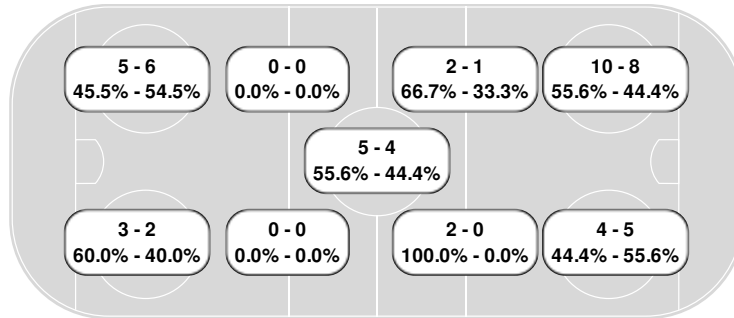 5 - 6
45.5% - 54.5%
0 - 0
0.0% - 0.0%
2 - 1
66.7% - 33.3%
10 - 8
55.6% - 44.4%
5 - 4
55.6% - 44.4%
3 - 2
60.0% - 40.0%
0 - 0
0.0% - 0.0%
2 - 0
100.0% - 0.0%
4 - 5
44.4% - 55.6%